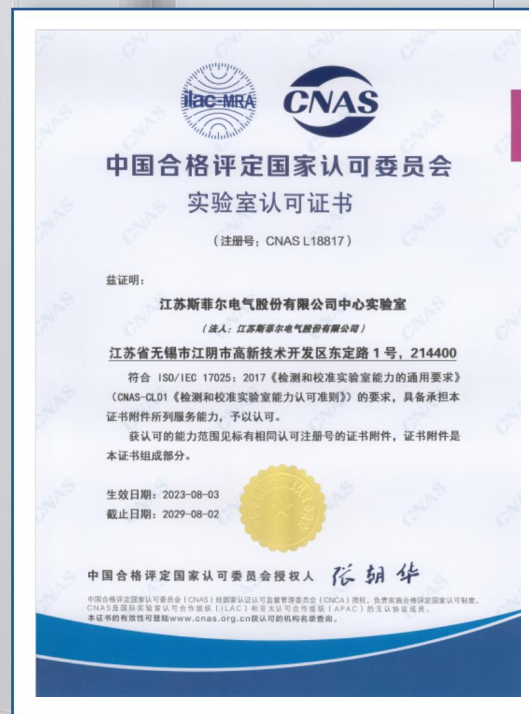 ilac-MRA
CNAS
中国合格评定国家认可委员会
实验室认可证书
(注册号：CNAS L18817)
兹证明：
江苏斯菲尔电气股份有限公司中心实验室
(法人：江苏斯菲尔电气股份有限公司)
江苏省无锡市江阴市高新技术开发区东定路 1 号，214400
符合 ISO/IEC 17025：2017《检测和校准实验室能力的通用要求》
(CNAS-CL01《检测和校准实验室能力认可准则》)的要求，具备承担本
证书附件所列服务能力，予以认可。
获认可的能力范围见标有相同认可注册号的证书附件，证书附件是
本证书组成部分。
生效日期：2023-08-03
截止日期：2029-08-02
中国合格评定国家认可委员会授权人 张朝华
中国合格评定国家认可委员会(CNAS)经国家认证认可监督管理委员会(CNCA)授权，负责实施合格评定国家认可制度。
CNAS是国际实验室认可合作组织(ILAC)和亚太认可合作组织(APAC)的互认协议成员。
本证书的有效性可登陆www.cnas.org.cn获认可的机构名录查询。